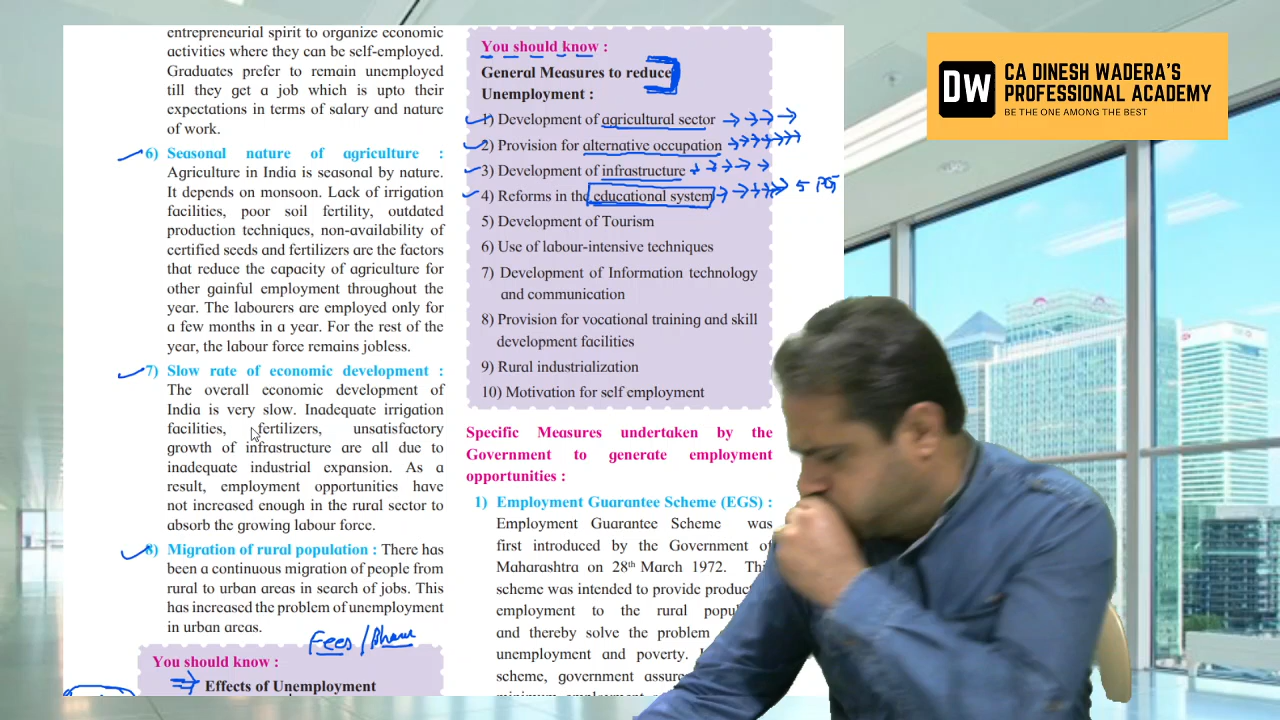 entrepreneurial spirit to organize economic
activities where they can be self-employed.
Graduates prefer to remain unemployed
till they get a job which is upto their
expectations in terms of salary and nature
of work.
6) Seasonal nature of agriculture :
Agriculture in India is seasonal by nature.
It depends on monsoon. Lack of irrigation
facilities, poor soil fertility, outdated
production techniques, non-availability of
certified seeds and fertilizers are the factors
that reduce the capacity of agriculture for
other gainful employment throughout the
year. The labourers are employed only for
a few months in a year. For the rest of the
year, the labour force remains jobless.
7) Slow rate of economic development :
The overall economic development of
India is very slow. Inadequate irrigation
facilities, fertilizers, unsatisfactory
growth of infrastructure are all due to
inadequate industrial expansion. As a
result, employment opportunities have
not increased enough in the rural sector to
absorb the growing labour force.
8) Migration of rural population : There has
been a continuous migration of people from
rural to urban areas in search of jobs. This
has increased the problem of unemployment
in urban areas.
Fees /
You should know :
Effects of Unemployment
You should know :
General Measures to reduce
Unemployment :
1) Development of agricultural sector
2) Provision for alternative occupation
3) Development of infrastructure
4) Reforms in the educational system
5) Development of Tourism
6) Use of labour-intensive techniques
7) Development of Information technology
and communication
8) Provision for vocational training and skill
development facilities
9) Rural industrialization
10) Motivation for self employment
Specific Measures undertaken by the
Government to generate employment
opportunities :
1) Employment Guarantee Scheme (EGS) :
Employment Guarantee Scheme was
first introduced by the Government of
Maharashtra on 28th March 1972.
scheme was intended to provide
employment to the rural
and thereby solve the problem
unemployment and poverty.
scheme, government
DW
CA DINESH WADERA'S
PROFESSIONAL ACADEMY
BE THE ONE AMONG THE BEST